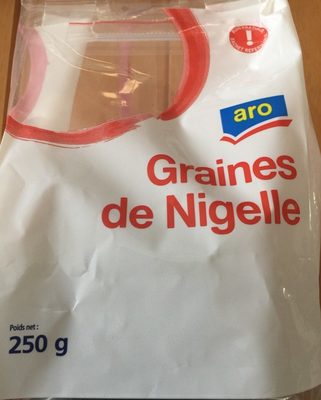 aro
Graines
de Nigelle
Poids net :
250 g